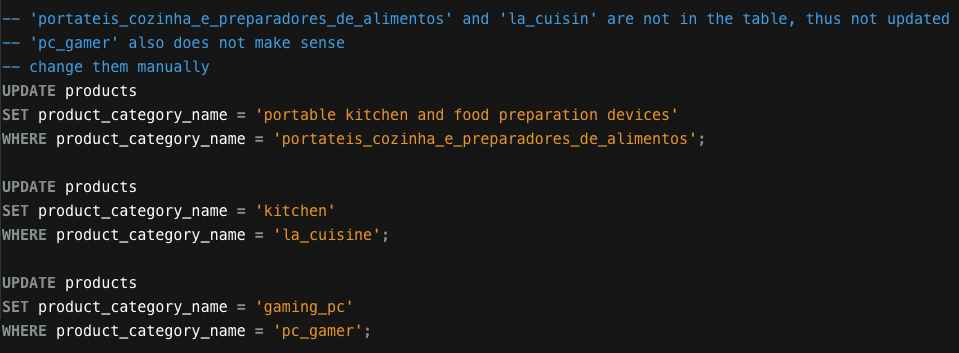 -- 'portateis_cozinha_e_preparadores_de_alimentos' and 'la_cuisin' are not in the table, thus not updated
-- 'pc_gamer' also does not make sense
-- change them manually
UPDATE products
SET product_category_name = 'portable kitchen and food preparation devices'
WHERE product_category_name = 'portateis_cozinha_e_preparadores_de_alimentos';
UPDATE products
SET product_category_name = 'kitchen'
WHERE product_category_name = 'la_cuisine';
UPDATE products
SET product_category_name = 'gaming_pc'
WHERE product_category_name = 'pc_gamer';